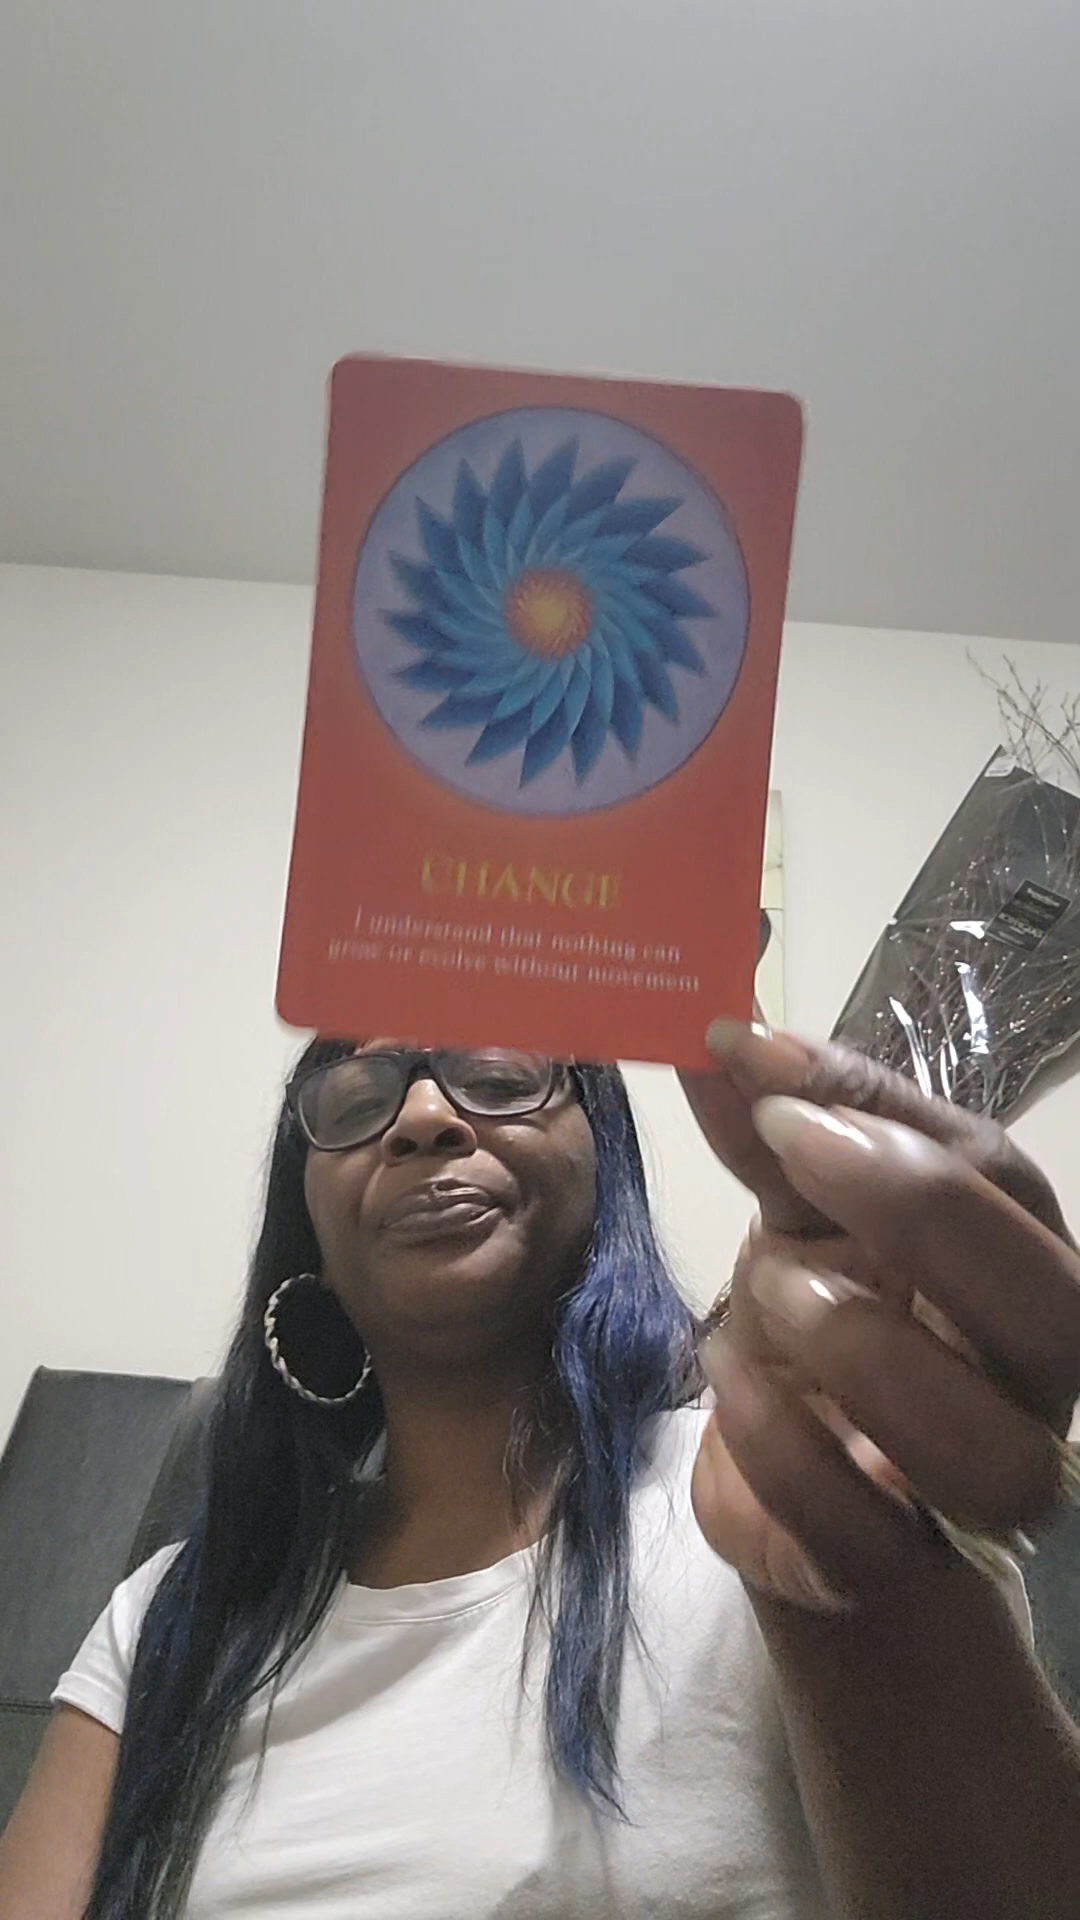 CHANGE
I understand that nothing can
grow or evolve without movement